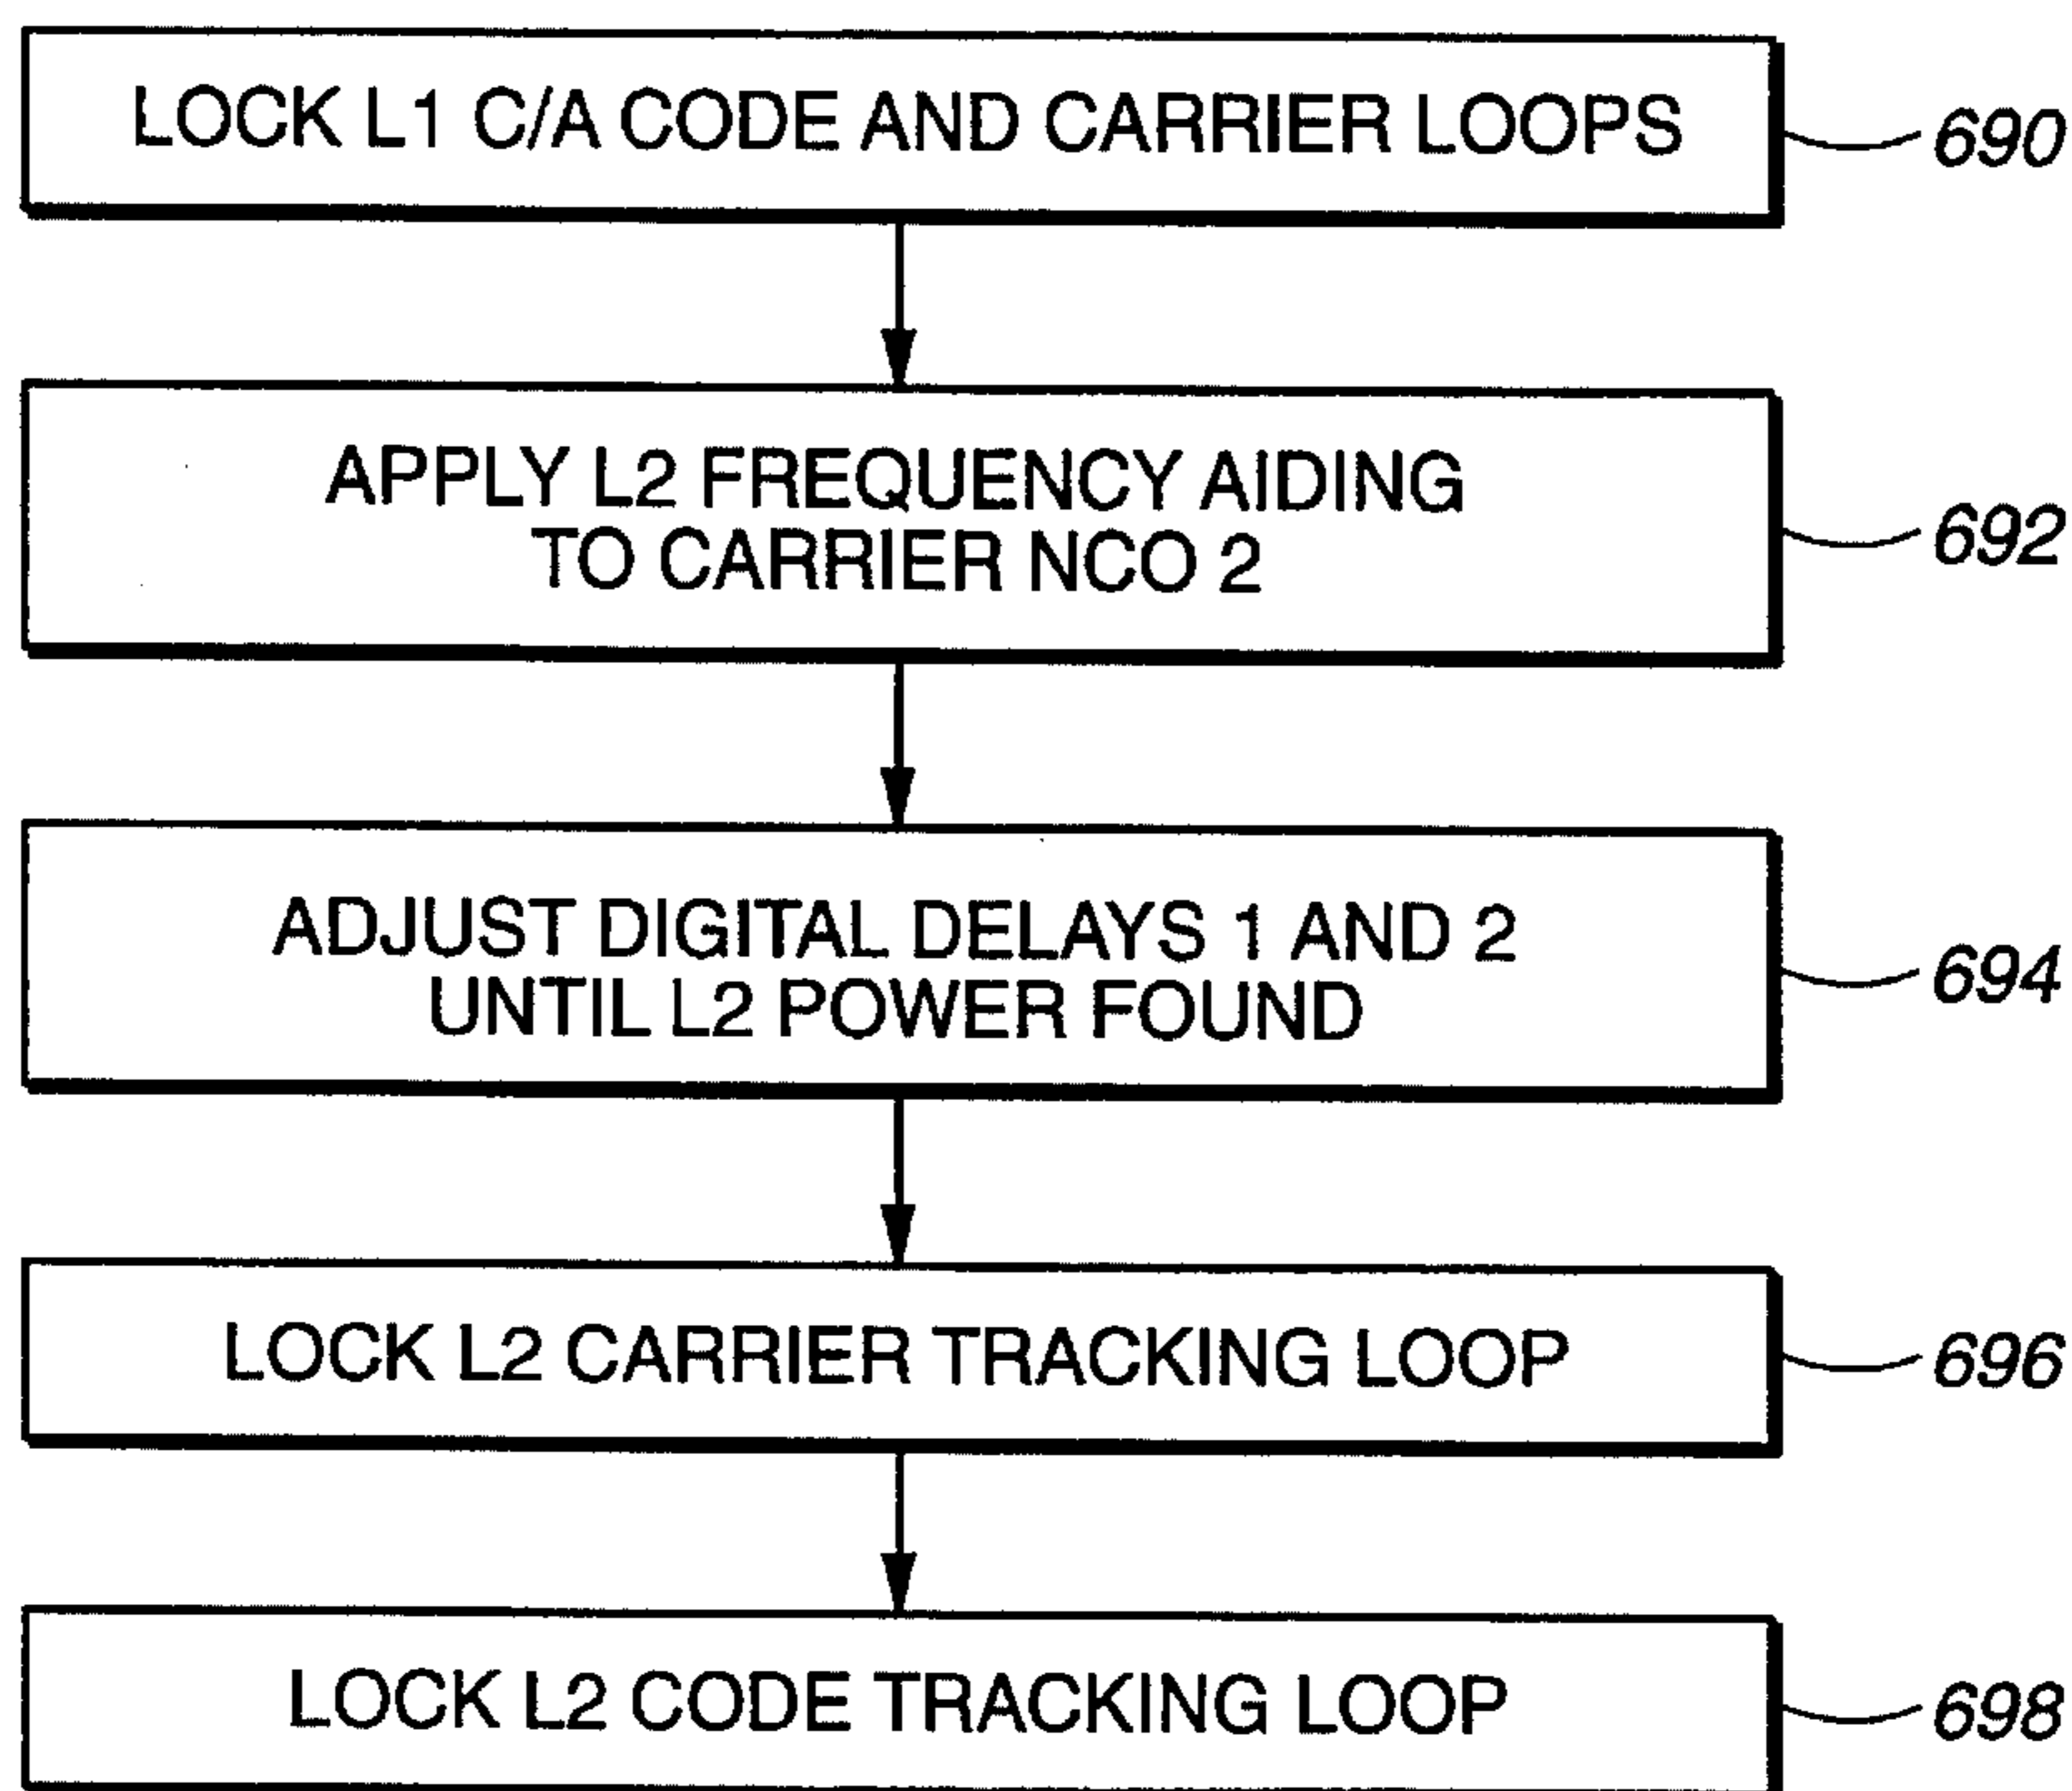 LOCK L1 C/A CODE AND CARRIER LOOPS
690
APPLY L2 FREQUENCY AIDING
TO CARRIER NCO 2
692
ADJUST DIGITAL DELAYS 1 AND 2
UNTIL L2 POWER FOUND
694
LOCK L2 CARRIER TRACKING LOOP
696
LOCK L2 CODE TRACKING LOOP
698